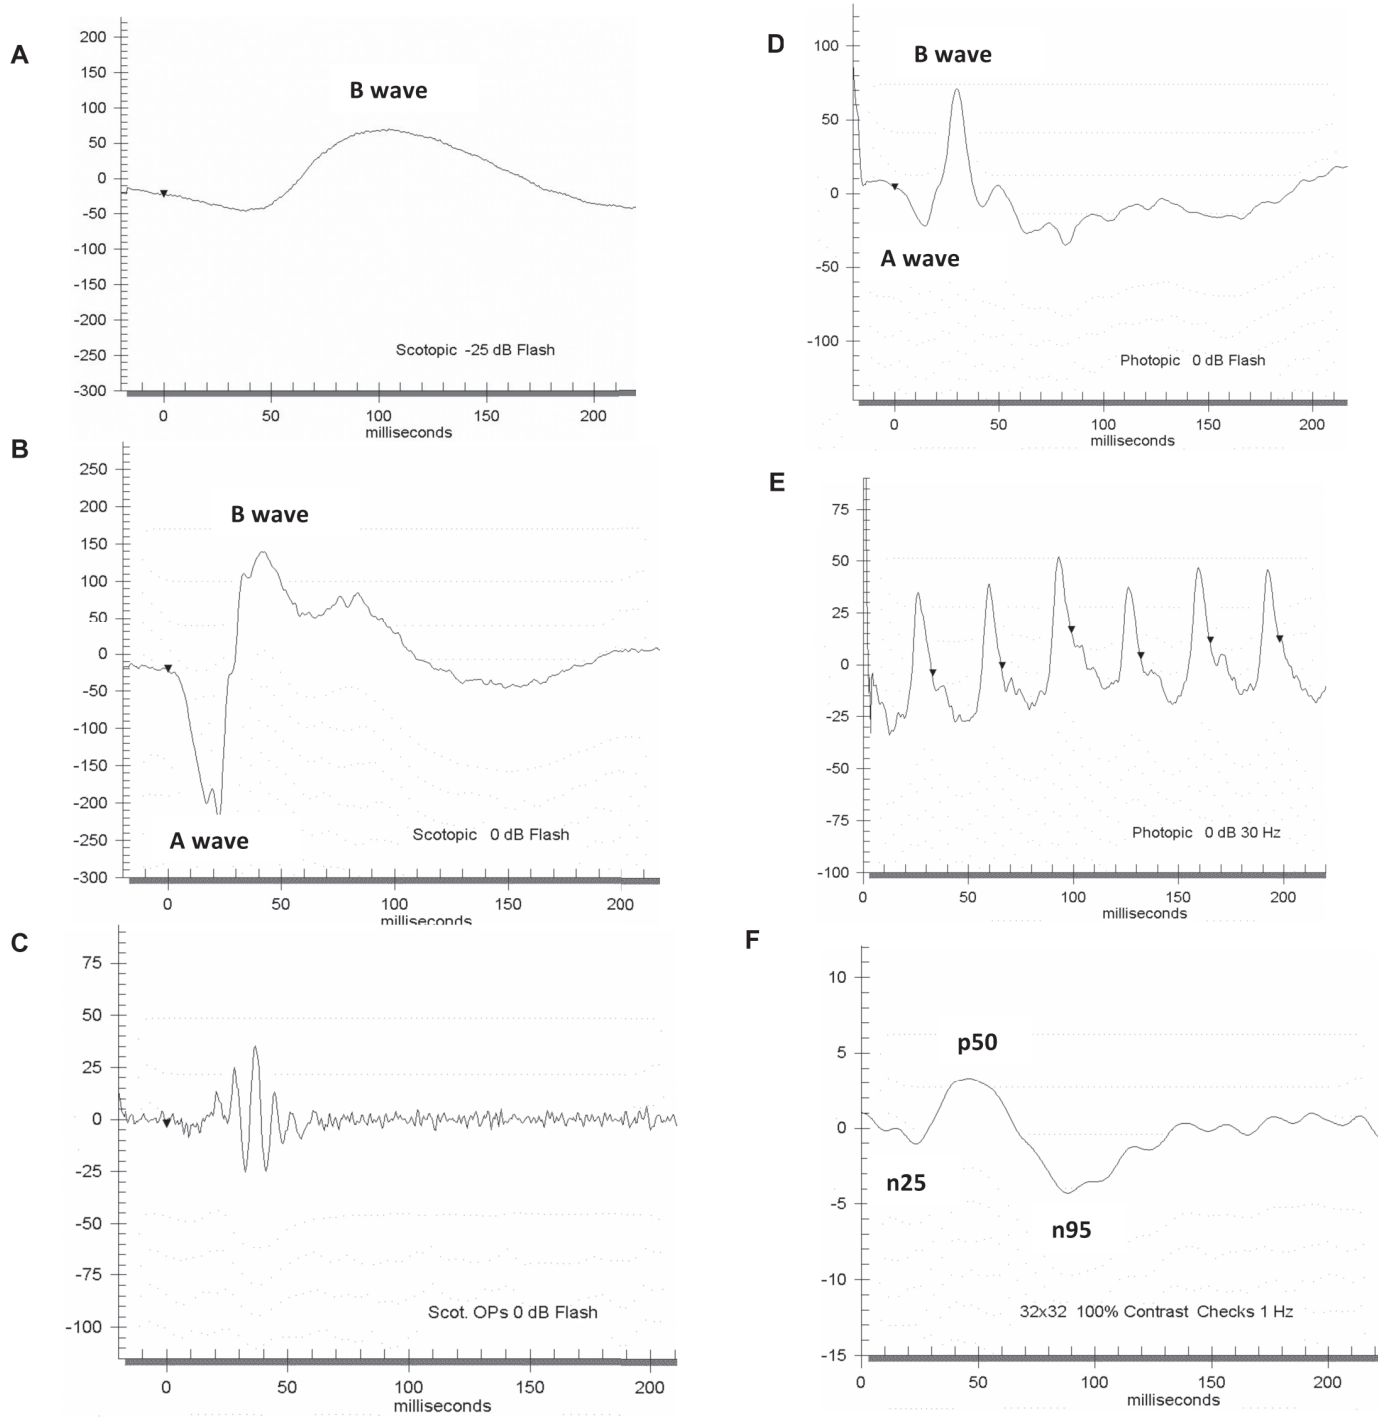 A
200
150
100
50
0
-50
-100
-150
-200
-250
-300
B wave
Scotopic -25 dB Flash
0 50 100 150 200
milliseconds
B
250
200
150
100
50
0
-50
-100
-150
-200
-250
-300
B wave
A wave
Scotopic 0 dB Flash
0 50 100 150 200
milliseconds
C
75
50
25
0
-25
-50
-75
-100
Scot. OPs 0 dB Flash
0 50 100 150 200
milliseconds
D
100
50
0
-50
-100
B wave
A wave
Photopic 0 dB Flash
0 50 100 150 200
milliseconds
E
75
50
25
0
-25
-50
-75
-100
Photopic 0 dB 30 Hz
0 50 100 150 200
milliseconds
F
10
5
0
-5
-10
-15
p50
n25
n95
32x32 100% Contrast Checks 1 Hz
0 50 100 150 200
milliseconds